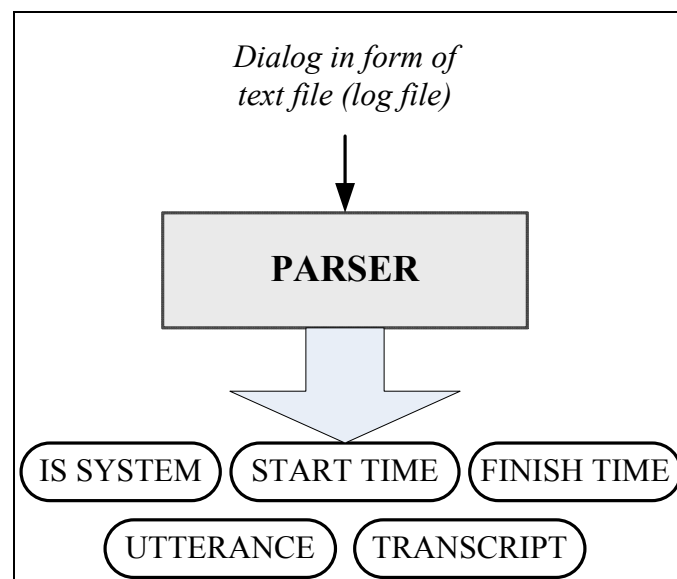 Dialog in form of
text file (log file)
PARSER
IS SYSTEM START TIME FINISH TIME
UTTERANCE TRANSCRIPT